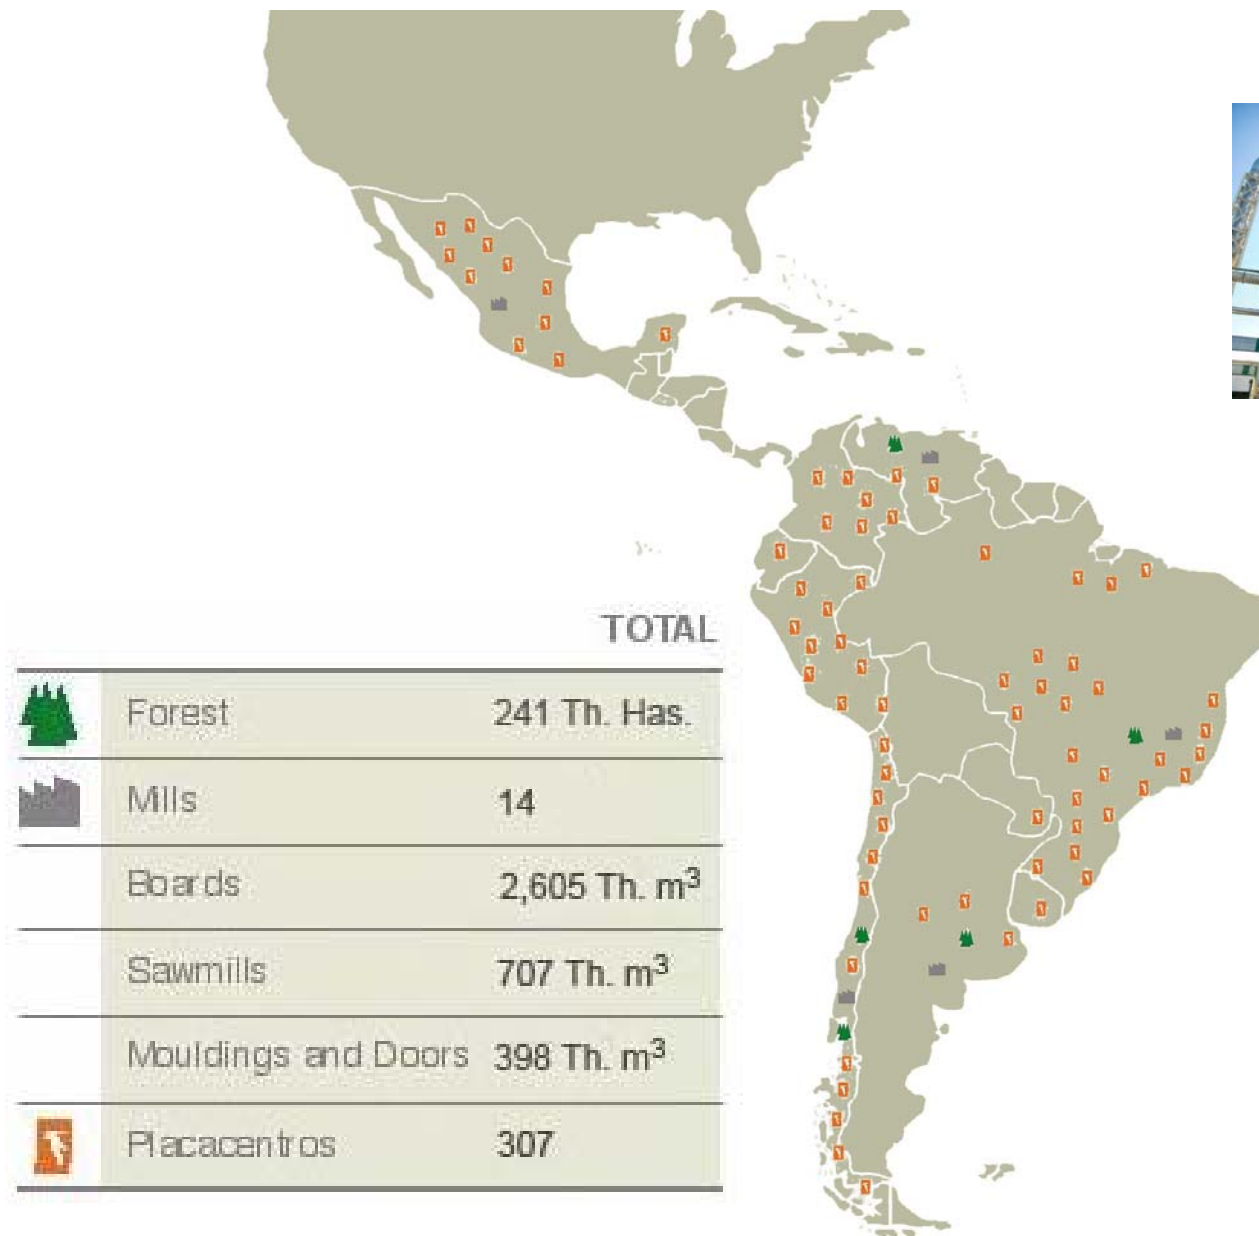 TOTAL
Forest 241 Th. Has.
Mills 14
Boards 2,605 Th. m³
Sawmills 707 Th. m³
Mouldings and Doors 398 Th. m³
Placacentros 307